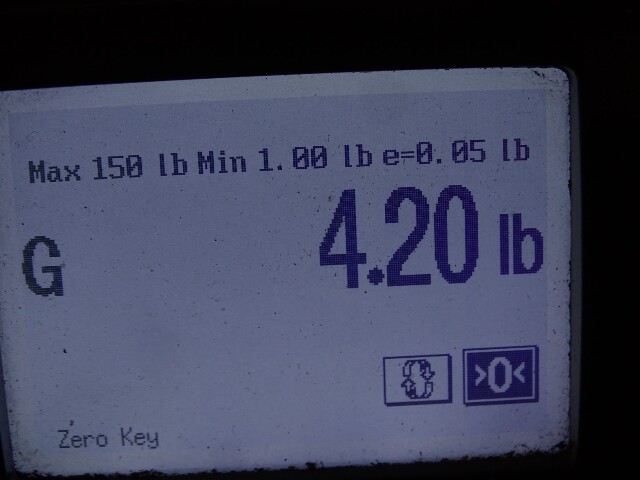 Max 150 lb Min 1.00 lb e=0.05 lb
G 4.20 lb
>0<
Zero Key